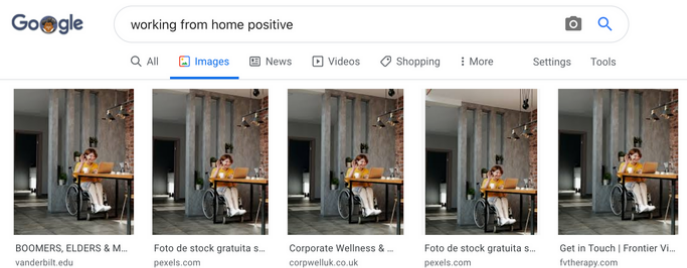 Google
working from home positive
All Images News Videos Shopping More Settings Tools
BOOMERS, ELDERS & M... Foto de stock gratuita s... Corporate Wellness & ... Foto de stock gratuita s... Get in Touch | Frontier Vi...
vanderbilt.edu pexels.com corpwelluk.co.uk pexels.com fvtherapy.com